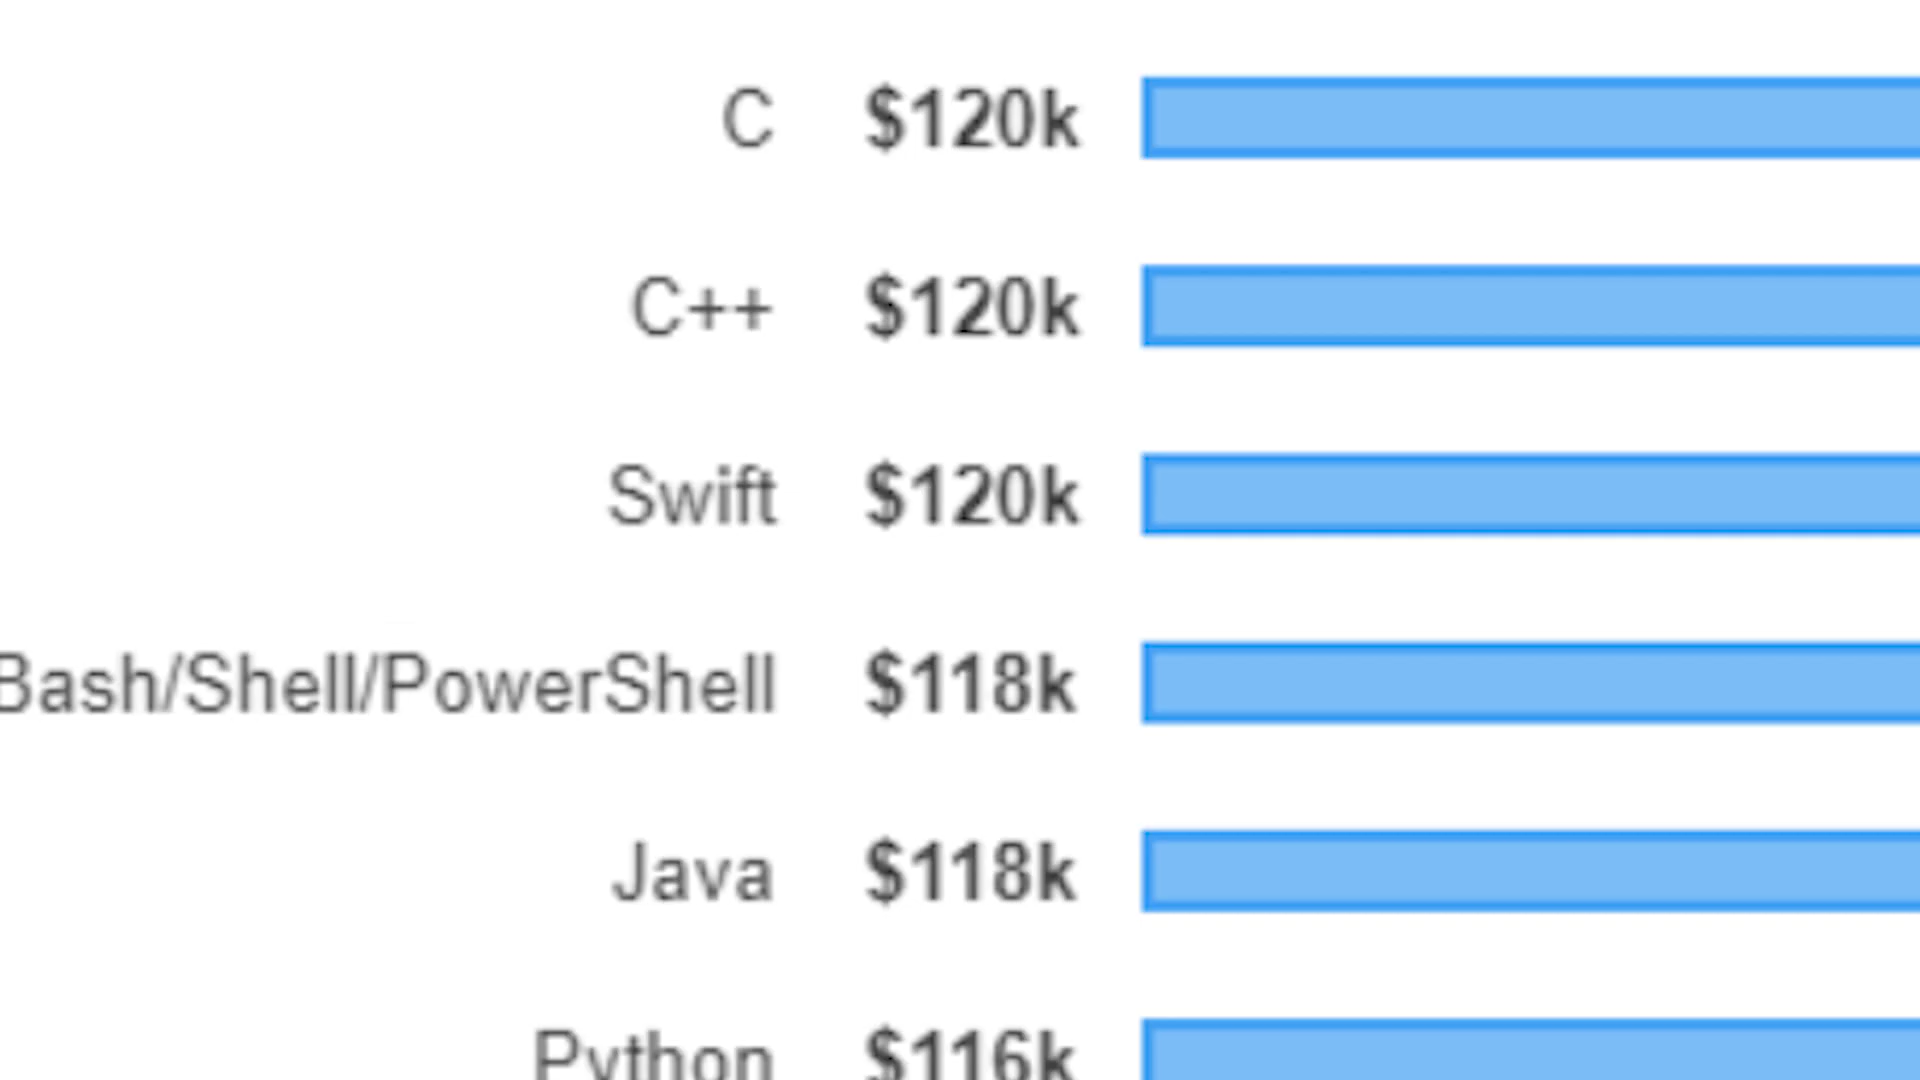 C $120k
C++ $120k
Swift $120k
Bash/Shell/PowerShell $118k
Java $118k
Python $116k